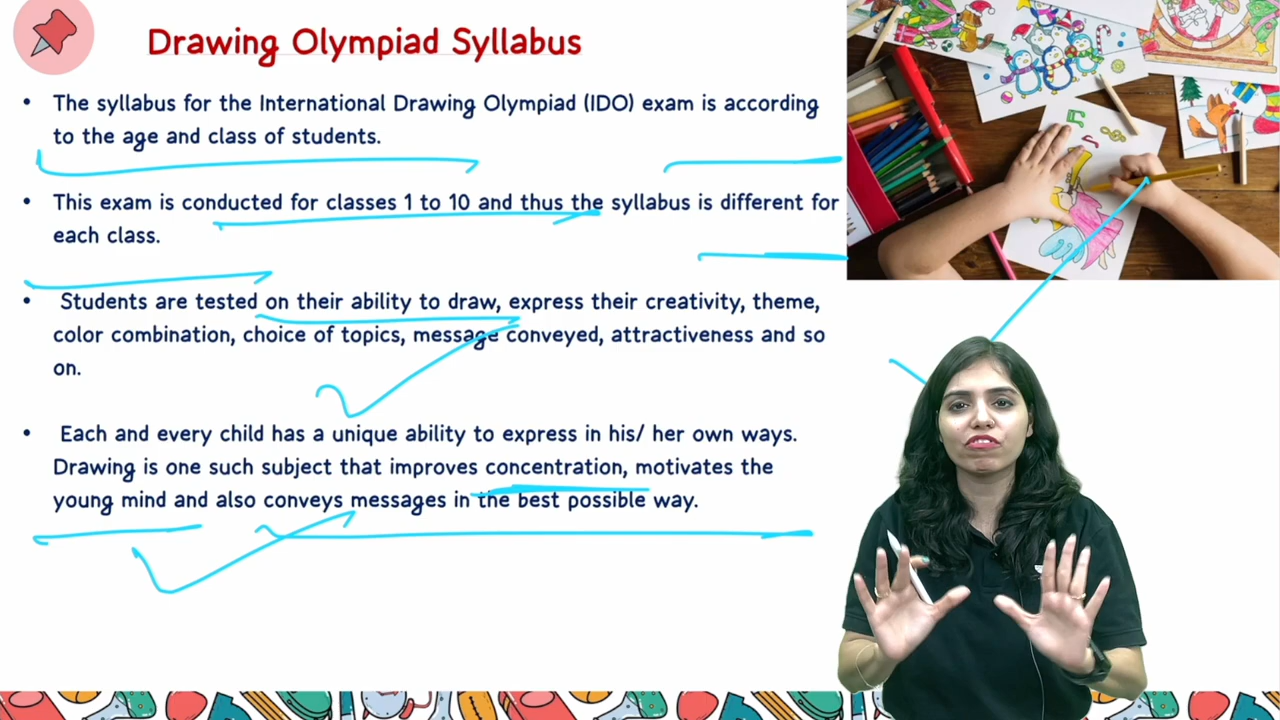 Drawing Olympiad Syllabus
• The syllabus for the International Drawing Olympiad (IDO) exam is according
to the age and class of students.
• This exam is conducted for classes 1 to 10 and thus the syllabus is different for
each class.
• Students are tested on their ability to draw, express their creativity, theme,
color combination, choice of topics, message conveyed, attractiveness and so
on.
• Each and every child has a unique ability to express in his/ her own ways.
Drawing is one such subject that improves concentration, motivates the
young mind and also conveys messages in the best possible way.